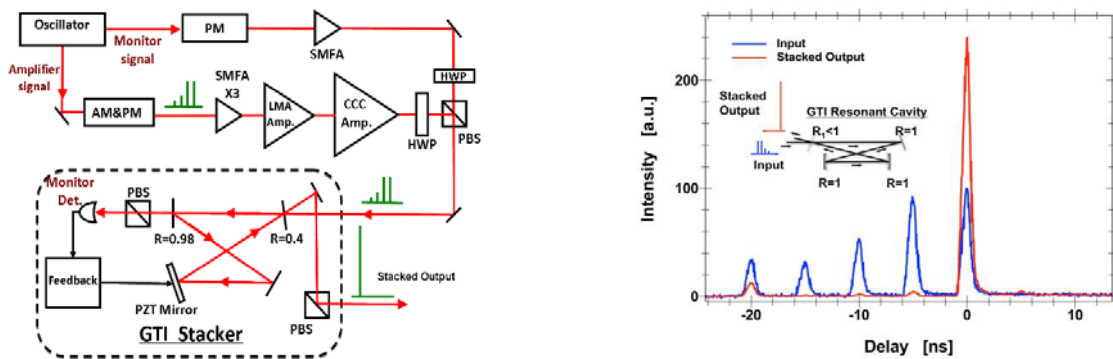 Oscillator
Monitor
signal
PM
SMFA
Amplifier
signal
AM&PM
SMFA
X3
LMA
Amp.
CCC
Amp.
HWP
HWP
PBS
Monitor
Det.
PBS
R=0.98
R=0.4
Feedback
PZT Mirror
GTI Stacker
PBS
Stacked Output
Input
Stacked Output
Stacked
Output
GTI Resonant Cavity
R₁<1
R=1
Input
R=1
R=1
Intensity [a.u.]
200
100
0
-20
-10
0
10
Delay [ns]